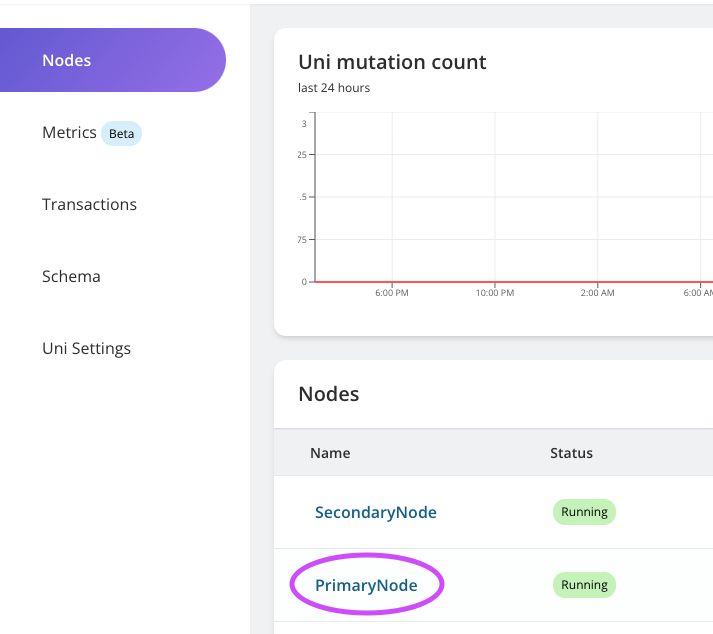 Nodes
Metrics Beta
Transactions
Schema
Uni Settings
Uni mutation count
last 24 hours
3
25
.5
75
0
6:00 PM 10:00 PM 2:00 AM 6:00 AM
Nodes
Name Status
SecondaryNode Running
PrimaryNode Running